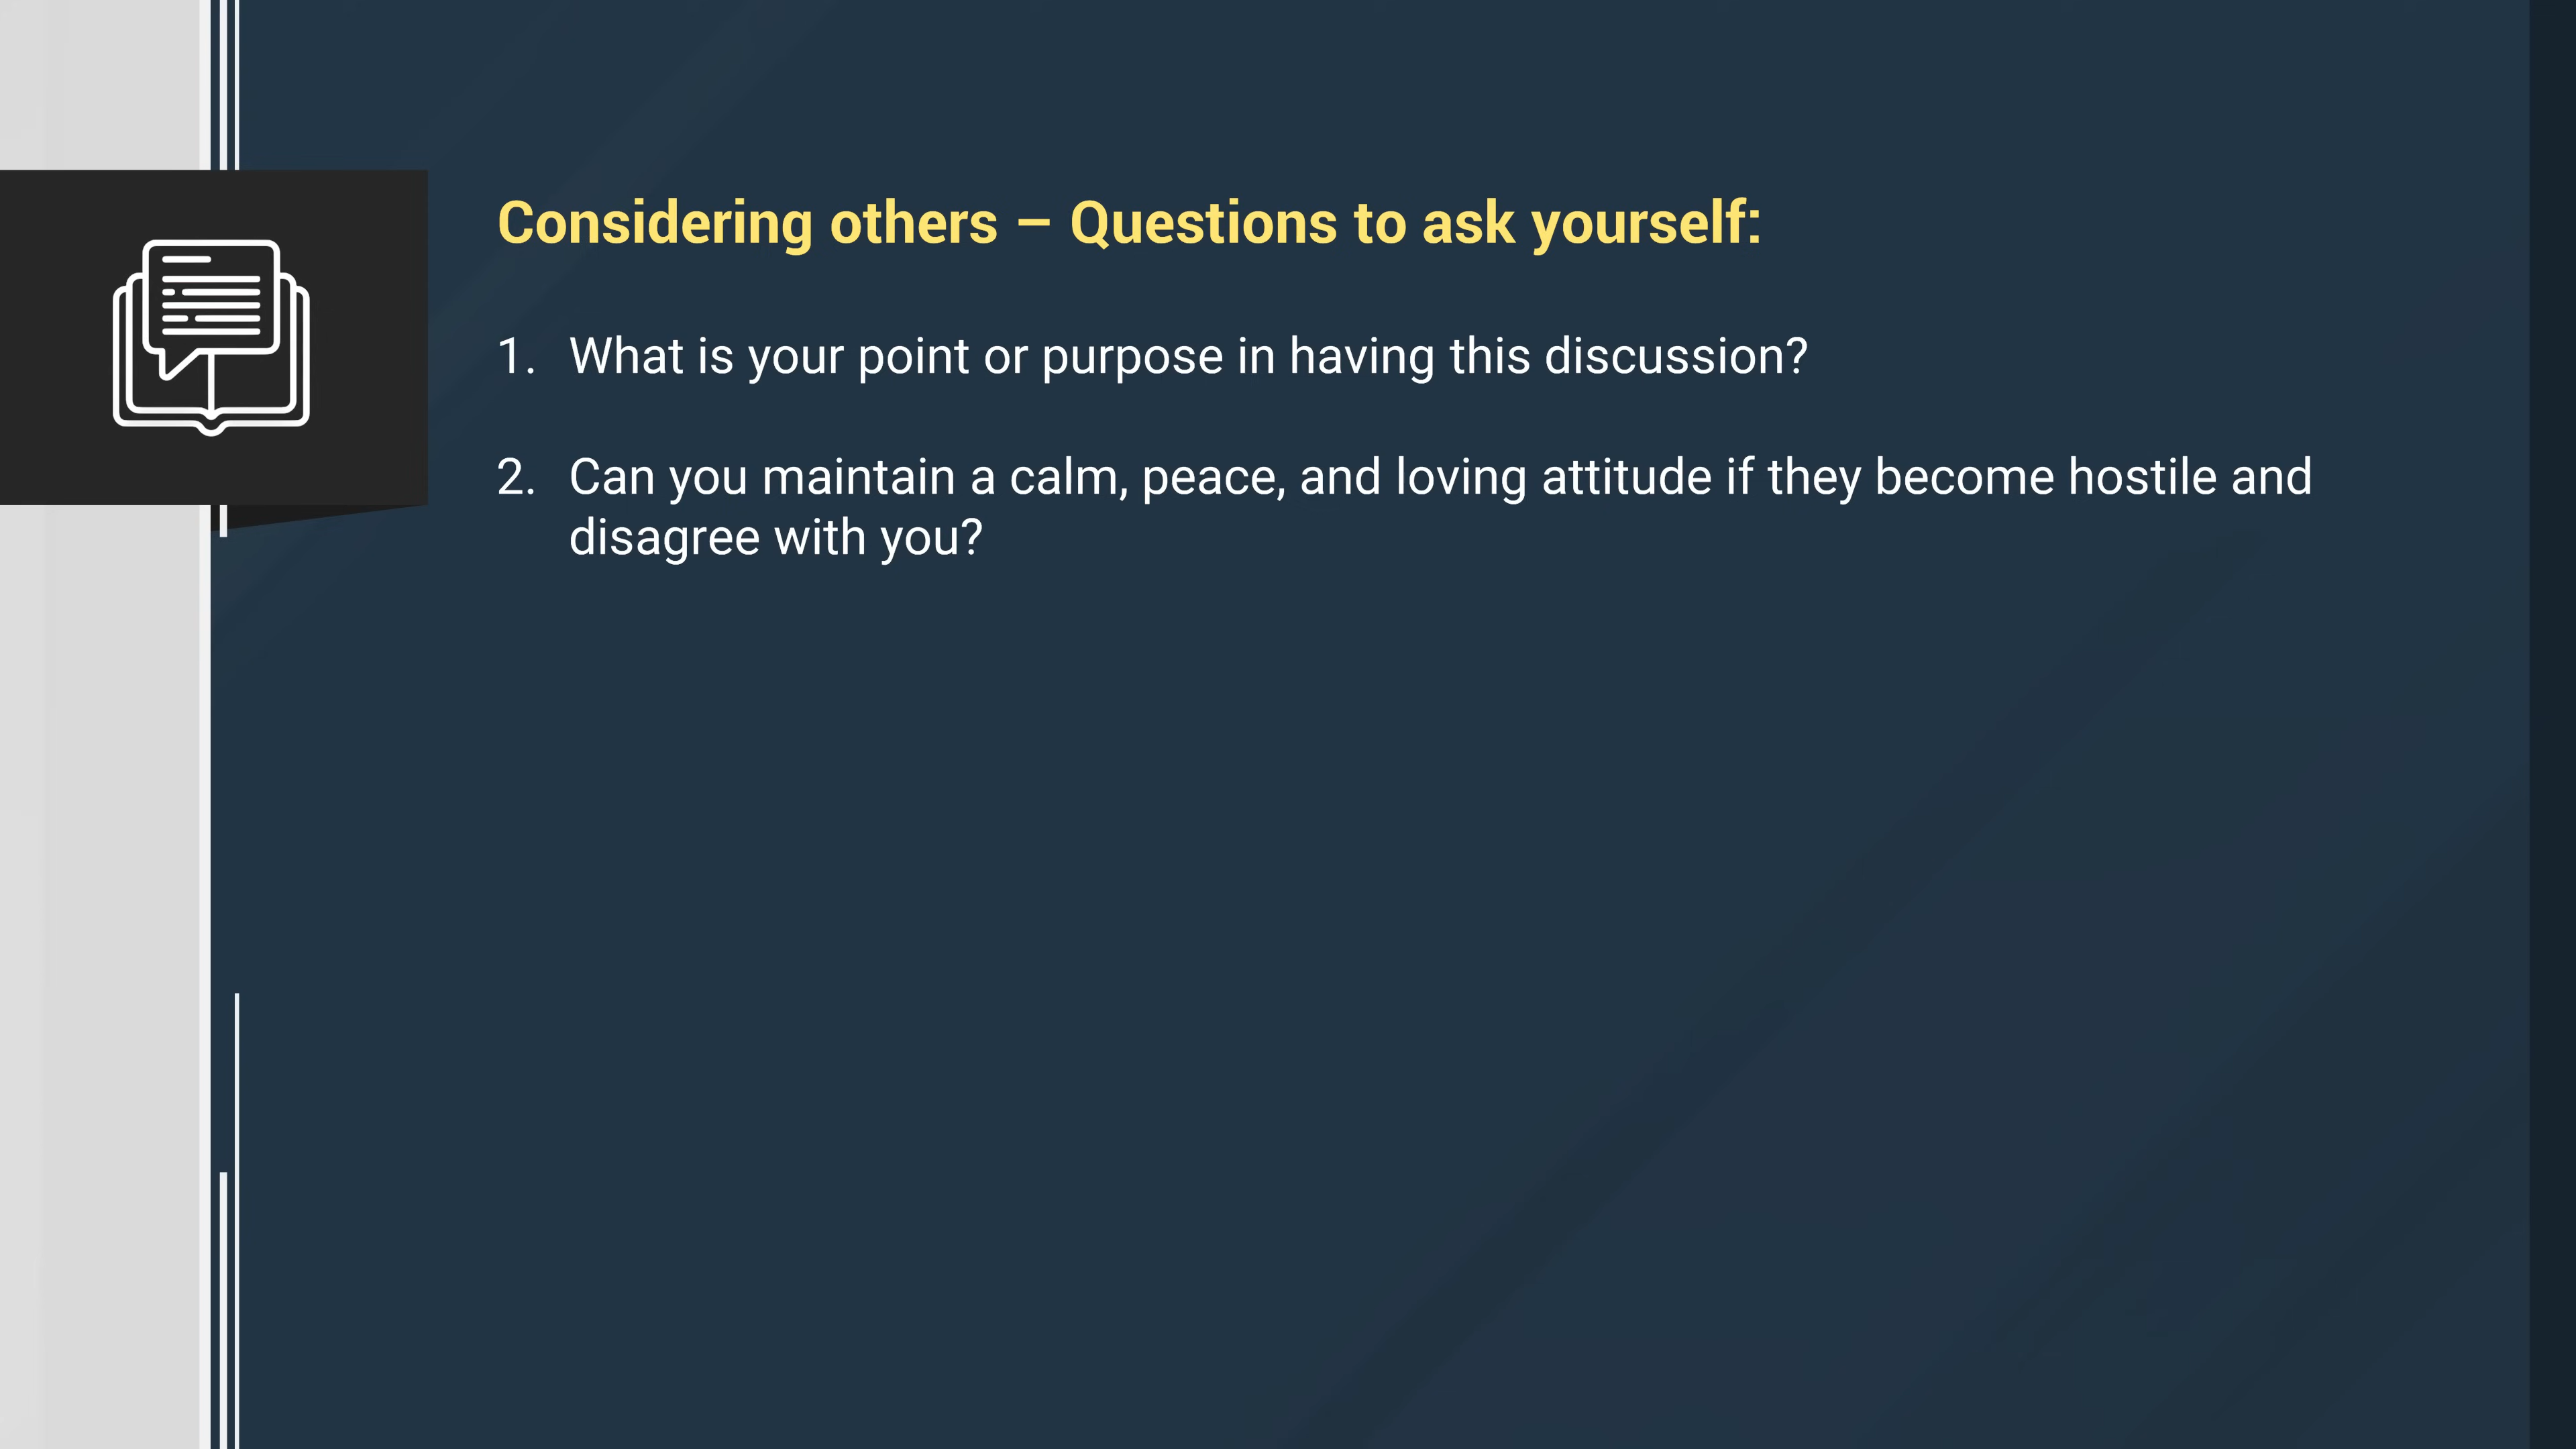 Considering others – Questions to ask yourself:
1. What is your point or purpose in having this discussion?
2. Can you maintain a calm, peace, and loving attitude if they become hostile and
disagree with you?